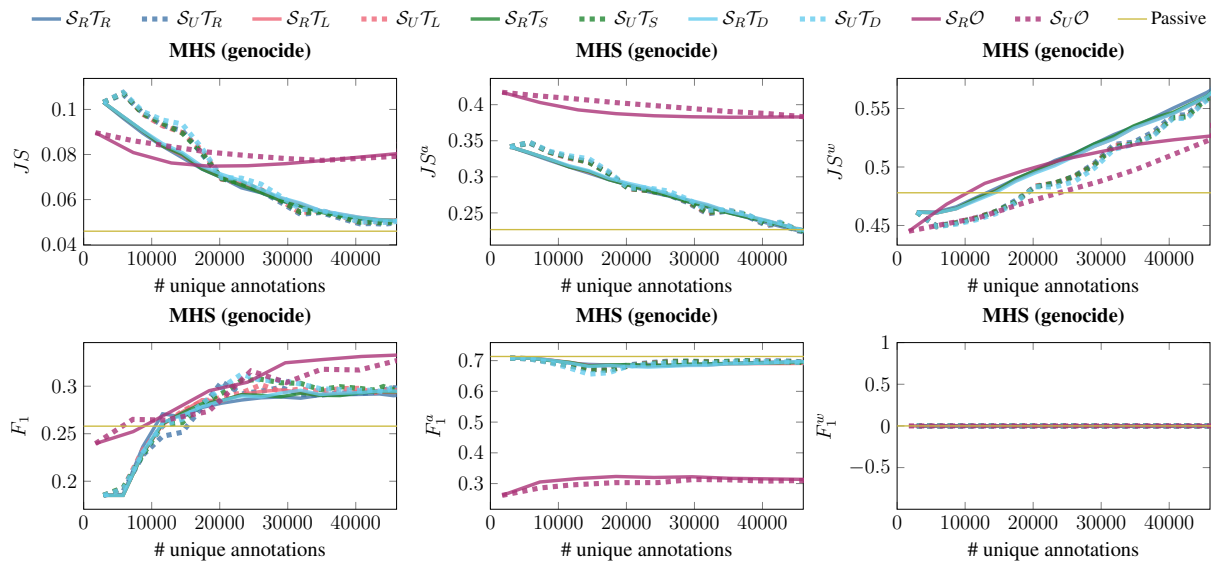 S_R T_R S_U T_R S_R T_L S_U T_L S_R T_S S_U T_S S_R T_D S_U T_D S_R O S_U O Passive
MHS (genocide) MHS (genocide) MHS (genocide)
JS
0.1
0.08
0.06
0.04
0 10000 20000 30000 40000
# unique annotations
JS^a
0.4
0.35
0.3
0.25
0 10000 20000 30000 40000
# unique annotations
JS^w
0.55
0.5
0.45
0 10000 20000 30000 40000
# unique annotations
MHS (genocide) MHS (genocide) MHS (genocide)
F_1
0.3
0.25
0.2
0 10000 20000 30000 40000
# unique annotations
F_1^a
0.7
0.6
0.5
0.4
0.3
0 10000 20000 30000 40000
# unique annotations
F_1^w
1
0.5
0
−0.5
0 10000 20000 30000 40000
# unique annotations